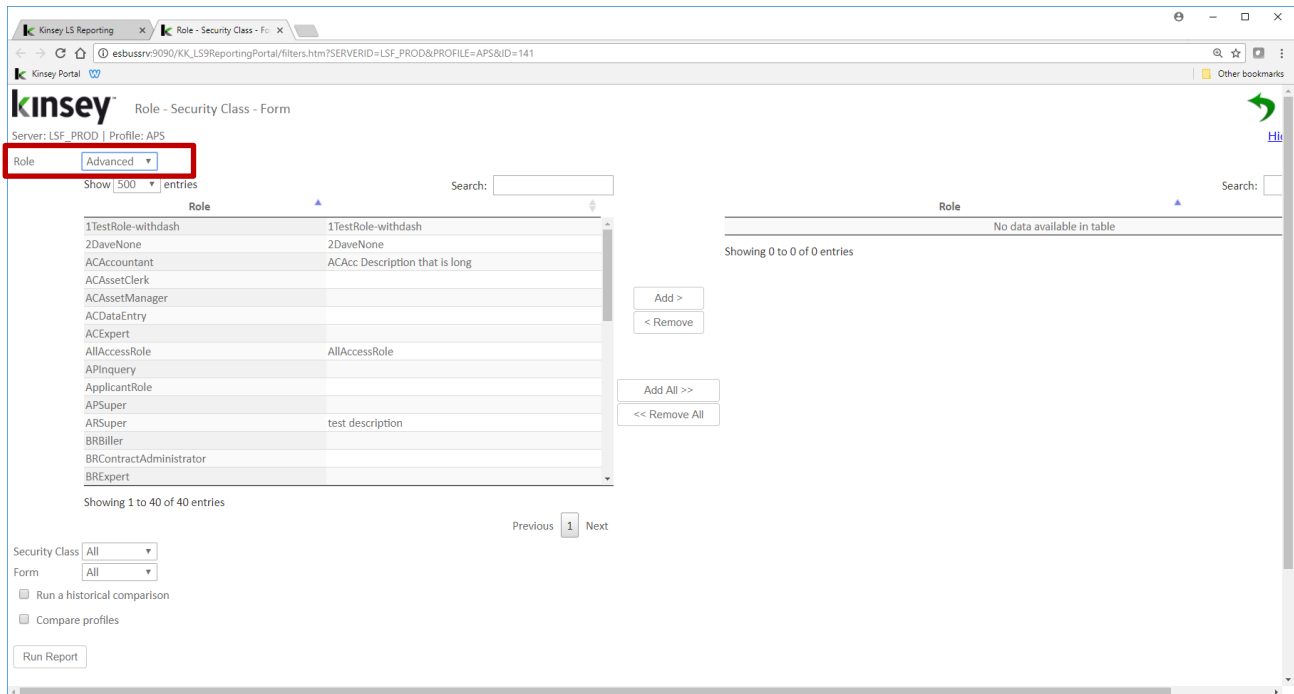 Kinsey LS Reporting
Role - Security Class - Fo
esbussrv:9090/KK_LS9ReportingPortal/filters.htm?SERVERID=LSF_PROD&PROFILE=APS&ID=141
Kinsey Portal
Other bookmarks
kinsey Role - Security Class - Form
Server: LSF_PROD | Profile: APS
Role Advanced
Show 500 entries Search:
Search:
Role
Role
1TestRole-withdash 1TestRole-withdash
No data available in table
2DaveNone 2DaveNone
Showing 0 to 0 of 0 entries
ACAccountant ACAcc Description that is long
ACAssetClerk
ACAssetManager
Add >
ACDataEntry
< Remove
ACExpert
AllAccessRole AllAccessRole
APInquery
ApplicantRole
Add All >>
APSuper
<< Remove All
ARSuper test description
BRBiller
BRContractAdministrator
BRExpert
Showing 1 to 40 of 40 entries
Previous 1 Next
Security Class All
Form All
Run a historical comparison
Compare profiles
Run Report